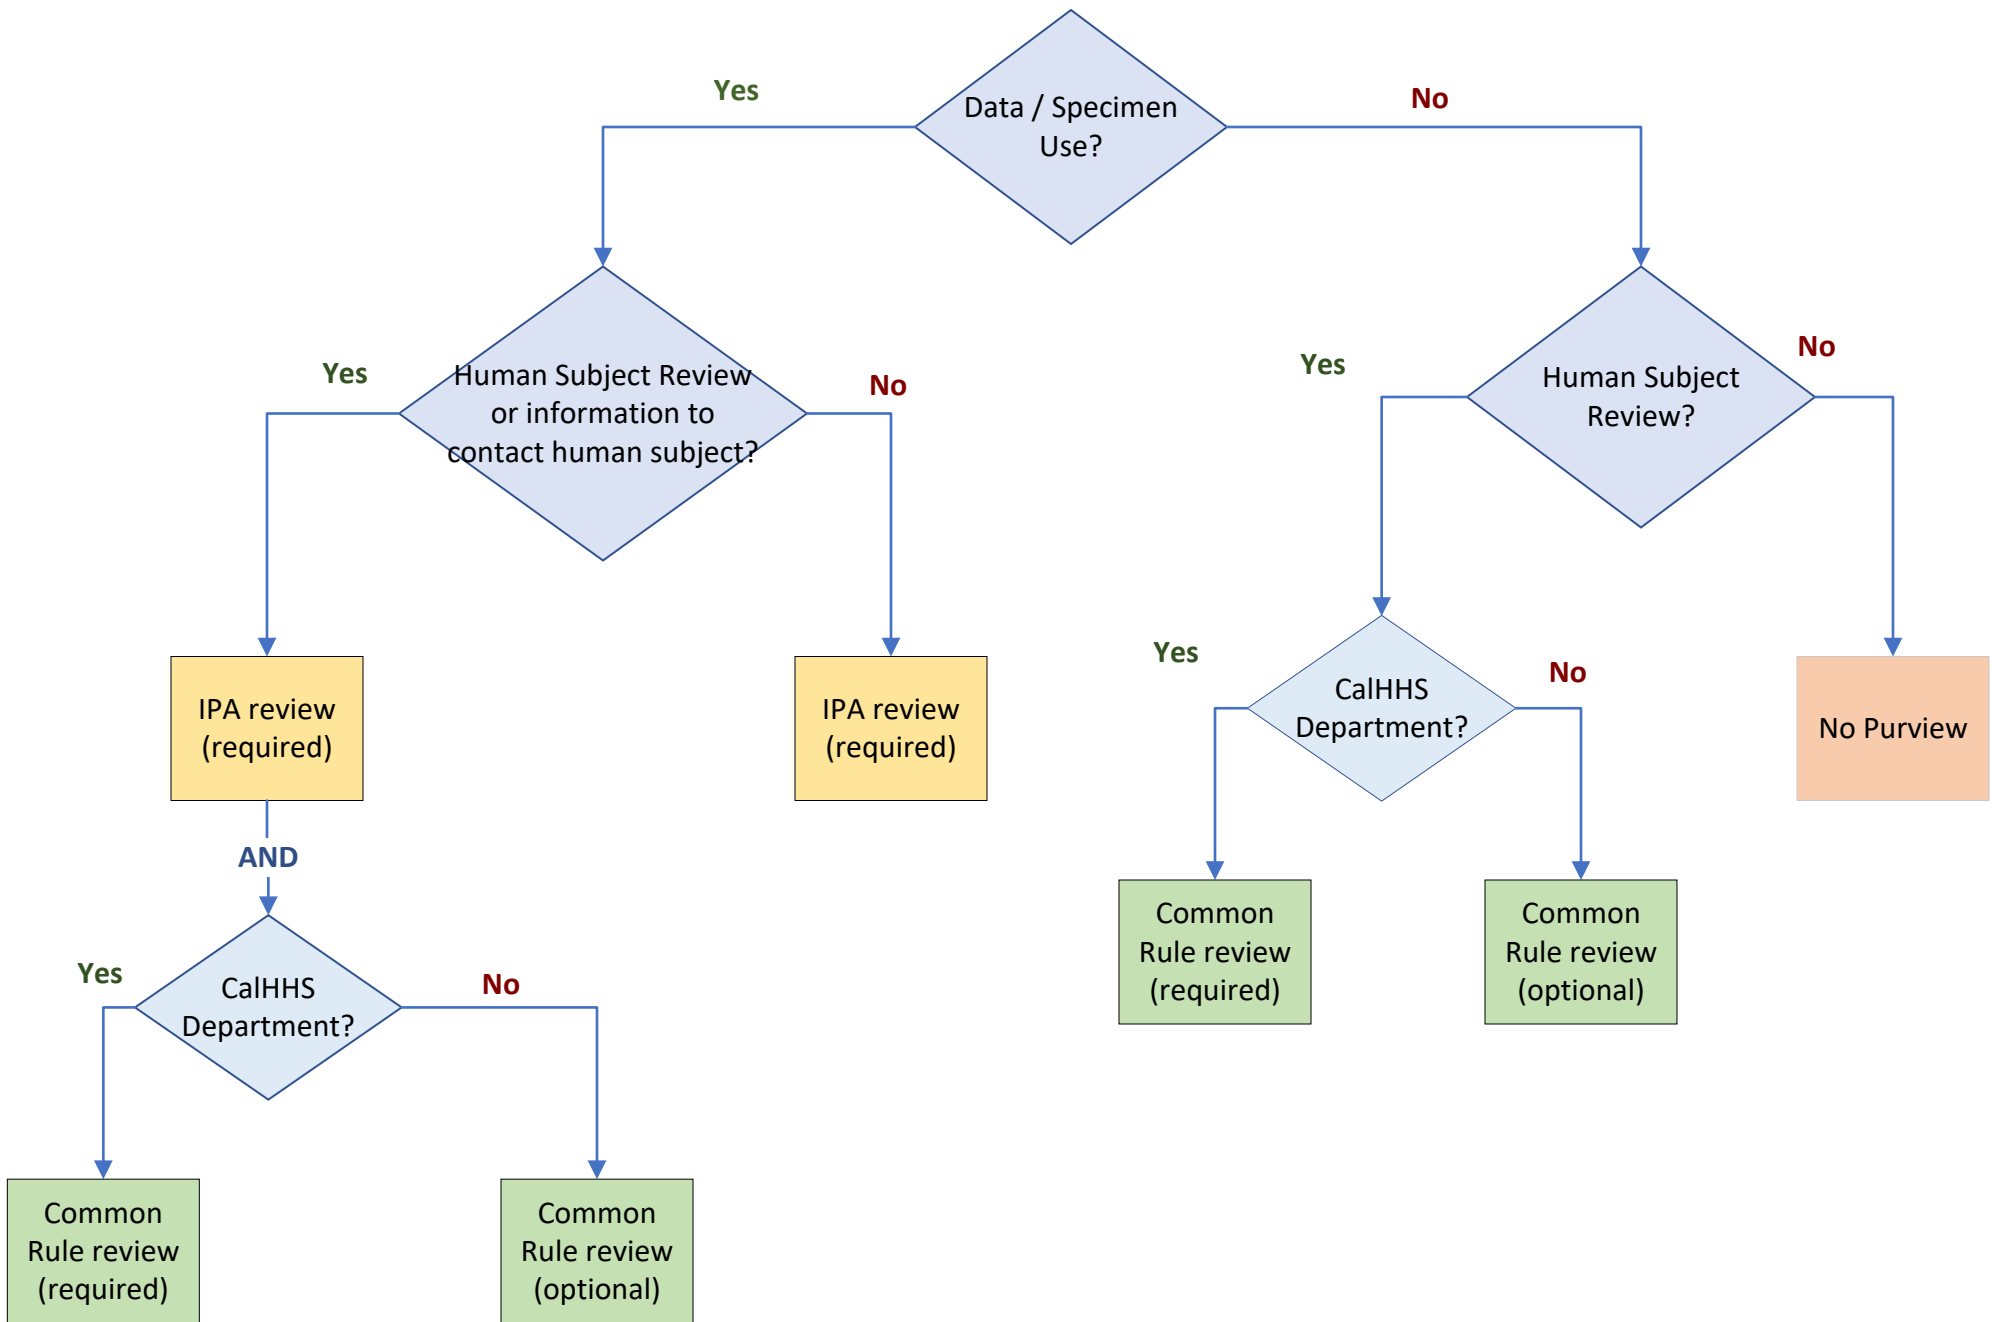 Data / Specimen
Use?
Yes
No
Human Subject Review
or information to
contact human subject?
Yes
No
Human Subject
Review?
Yes
No
IPA review
(required)
IPA review
(required)
CalHHS
Department?
Yes
No
No Purview
AND
Common
Rule review
(required)
Common
Rule review
(optional)
CalHHS
Department?
Yes
No
Common
Rule review
(required)
Common
Rule review
(optional)